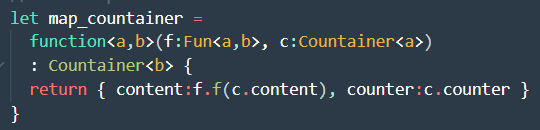 let map_countainer =
function<a,b>(f:Fun<a,b>, c:Countainer<a>)
: Countainer<b> {
return { content:f.f(c.content), counter:c.counter }
}